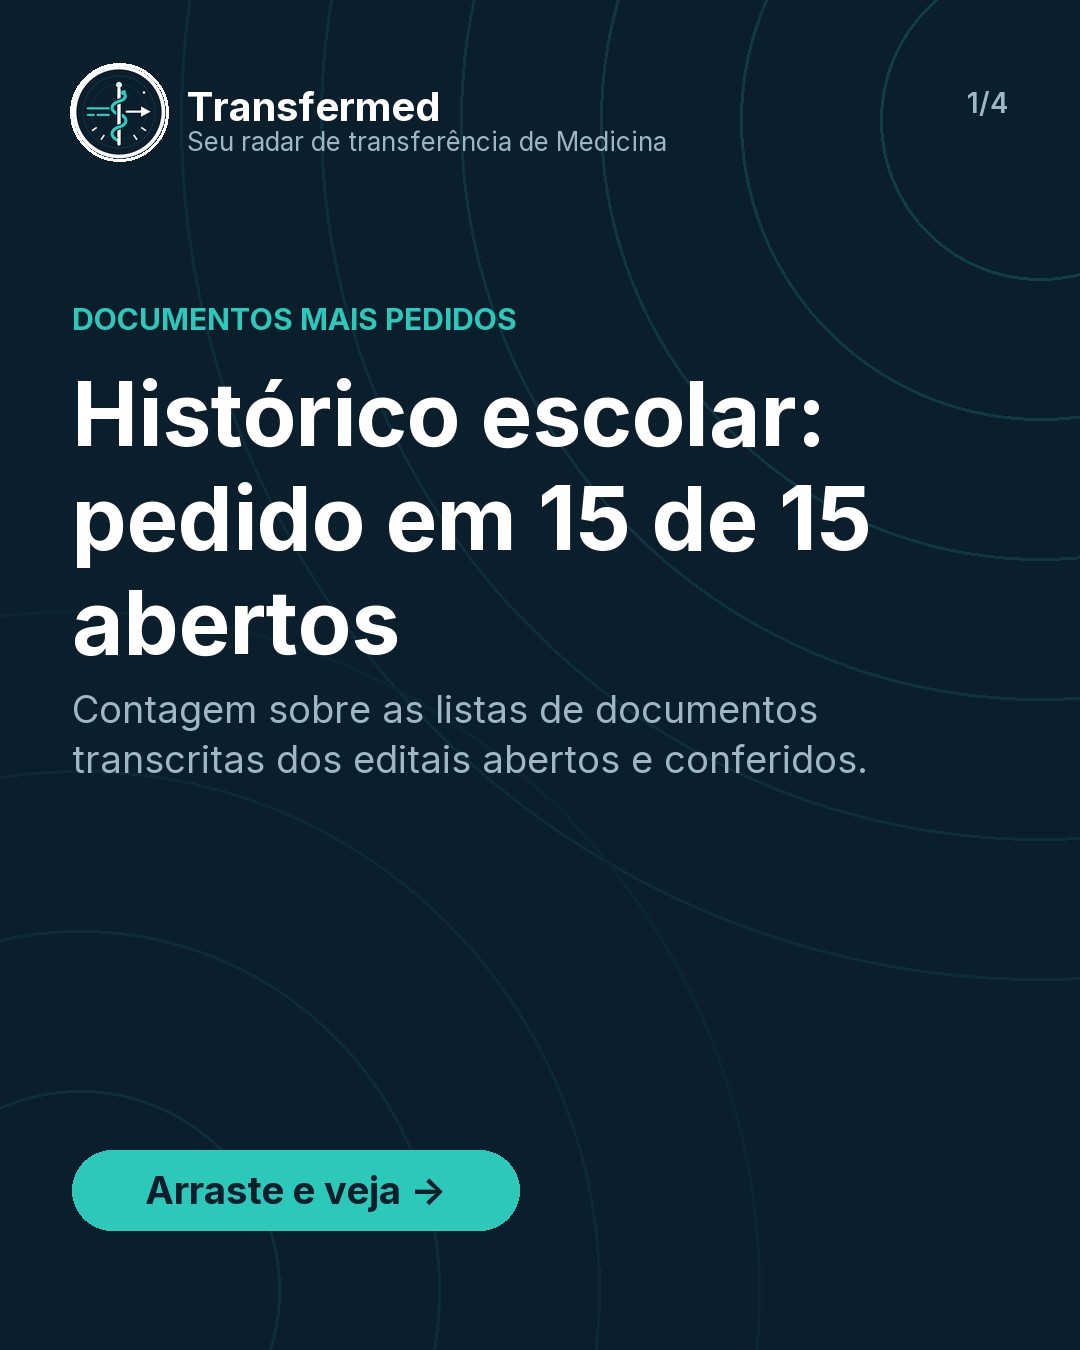 Transfermed
Seu radar de transferência de Medicina
1/4
DOCUMENTOS MAIS PEDIDOS
Histórico escolar:
pedido em 15 de 15
abertos
Contagem sobre as listas de documentos
transcritas dos editais abertos e conferidos.
Arraste e veja →